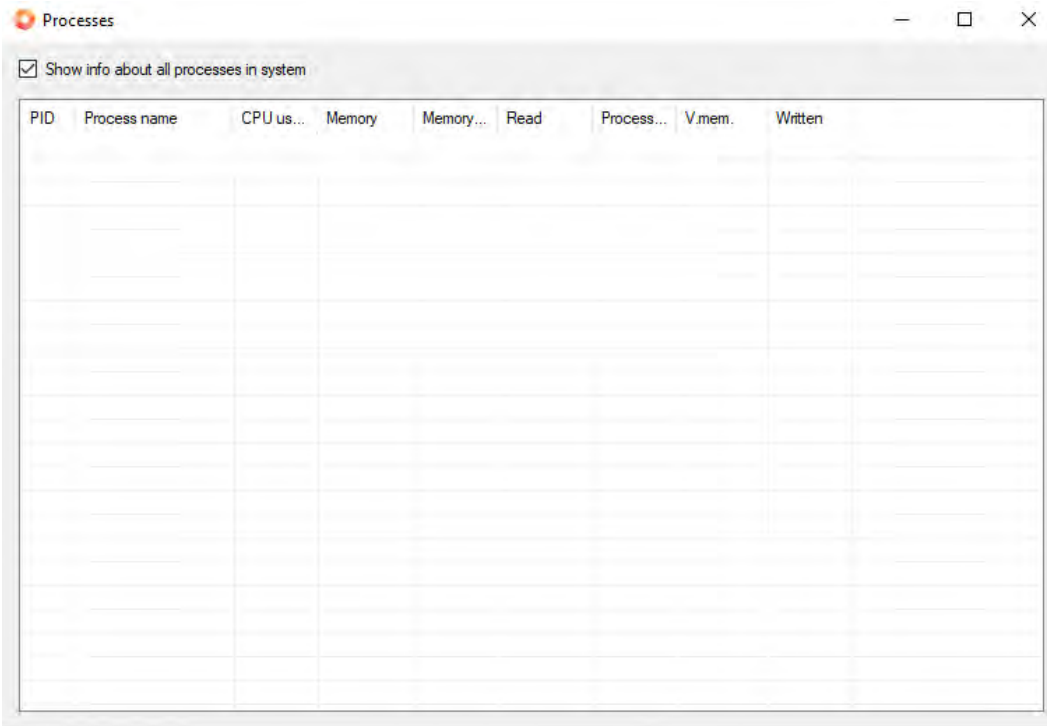 Processes
Show info about all processes in system
PID Process name CPU us... Memory Memory... Read Process... V.mem. Written